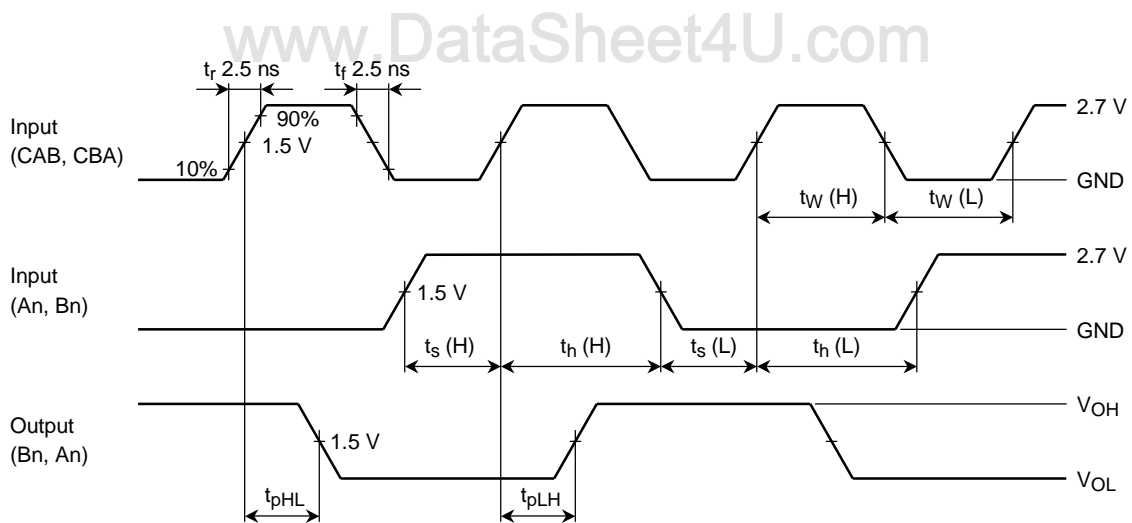 www.DataSheet4U.com
tr 2.5 ns
tf 2.5 ns
Input
(CAB, CBA)
10%
90%
1.5 V
2.7 V
GND
tW (H)
tW (L)
Input
(An, Bn)
1.5 V
2.7 V
GND
ts (H)
th (H)
ts (L)
th (L)
Output
(Bn, An)
1.5 V
VOH
VOL
tpHL
tpLH